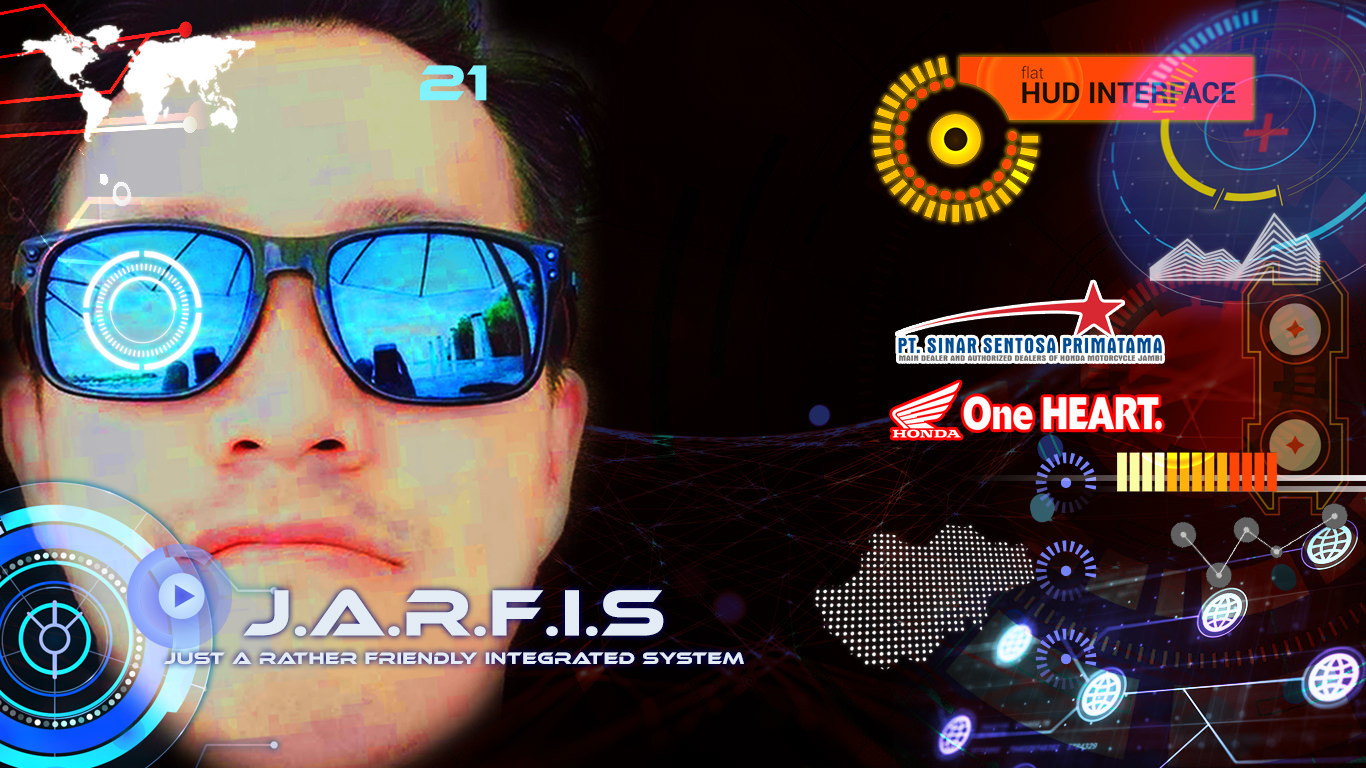 21
flat
HUD INTERFACE
PT. SINAR SENTOSA PRIMATAMA
MAIN DEALER AND AUTHORIZED DEALERS OF HONDA MOTORCYCLE JAMBI
HONDA
One HEART.
J.A.R.F.I.S
JUST A RATHER FRIENDLY INTEGRATED SYSTEM